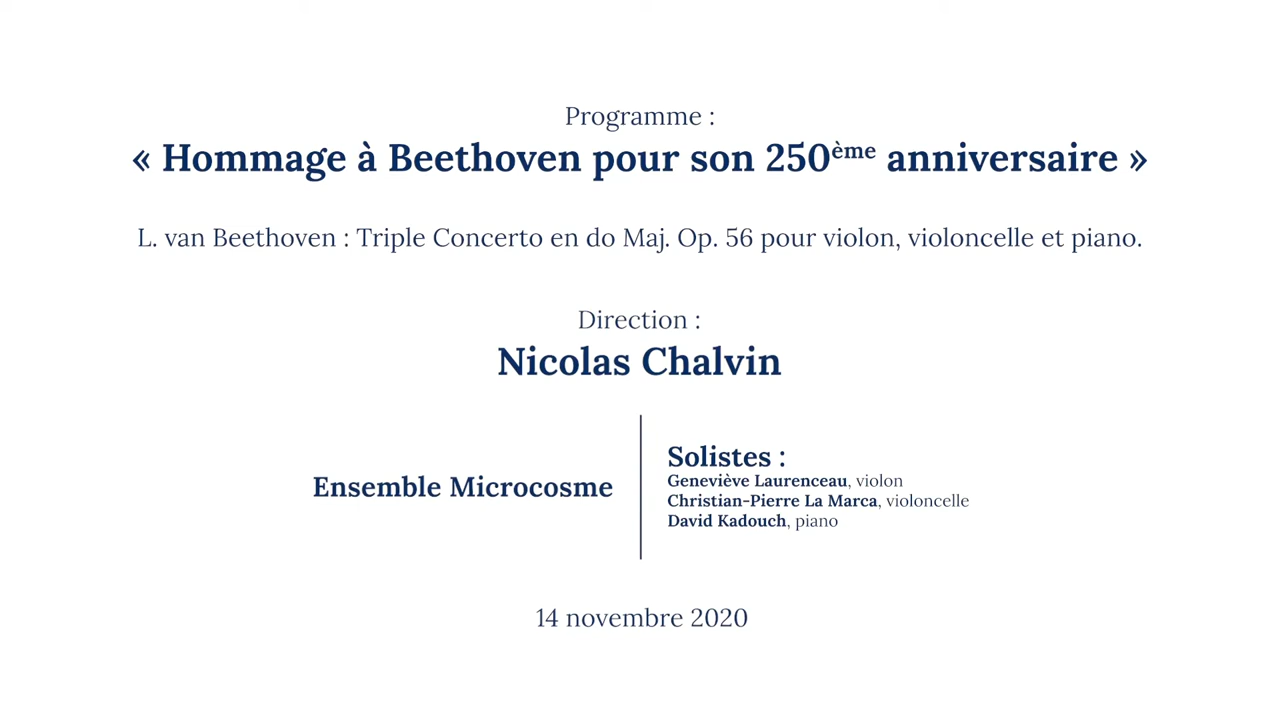 Programme :
« Hommage à Beethoven pour son 250ème anniversaire »
L. van Beethoven : Triple Concerto en do Maj. Op. 56 pour violon, violoncelle et piano.
Direction :
Nicolas Chalvin
Ensemble Microcosme
Solistes :
Geneviève Laurenceau, violon
Christian-Pierre La Marca, violoncelle
David Kadouch, piano
14 novembre 2020